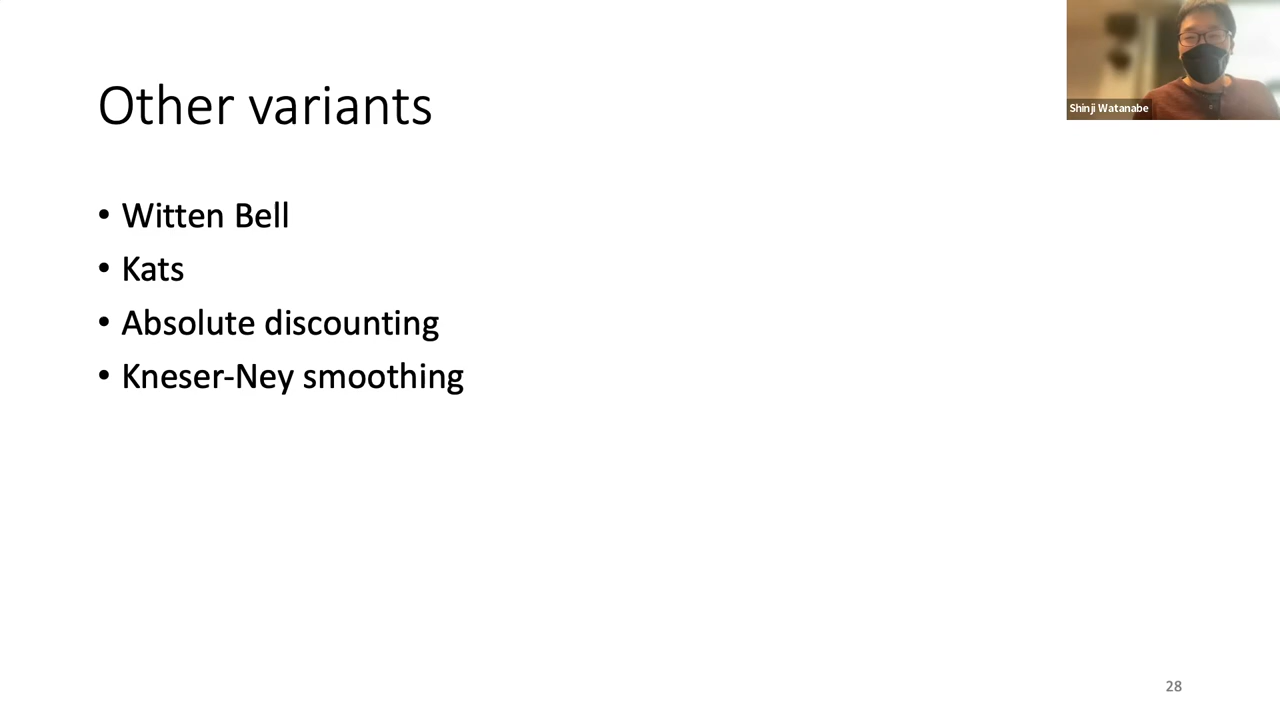 Other variants
Shinji Watanabe
• Witten Bell
• Kats
• Absolute discounting
• Kneser-Ney smoothing
28